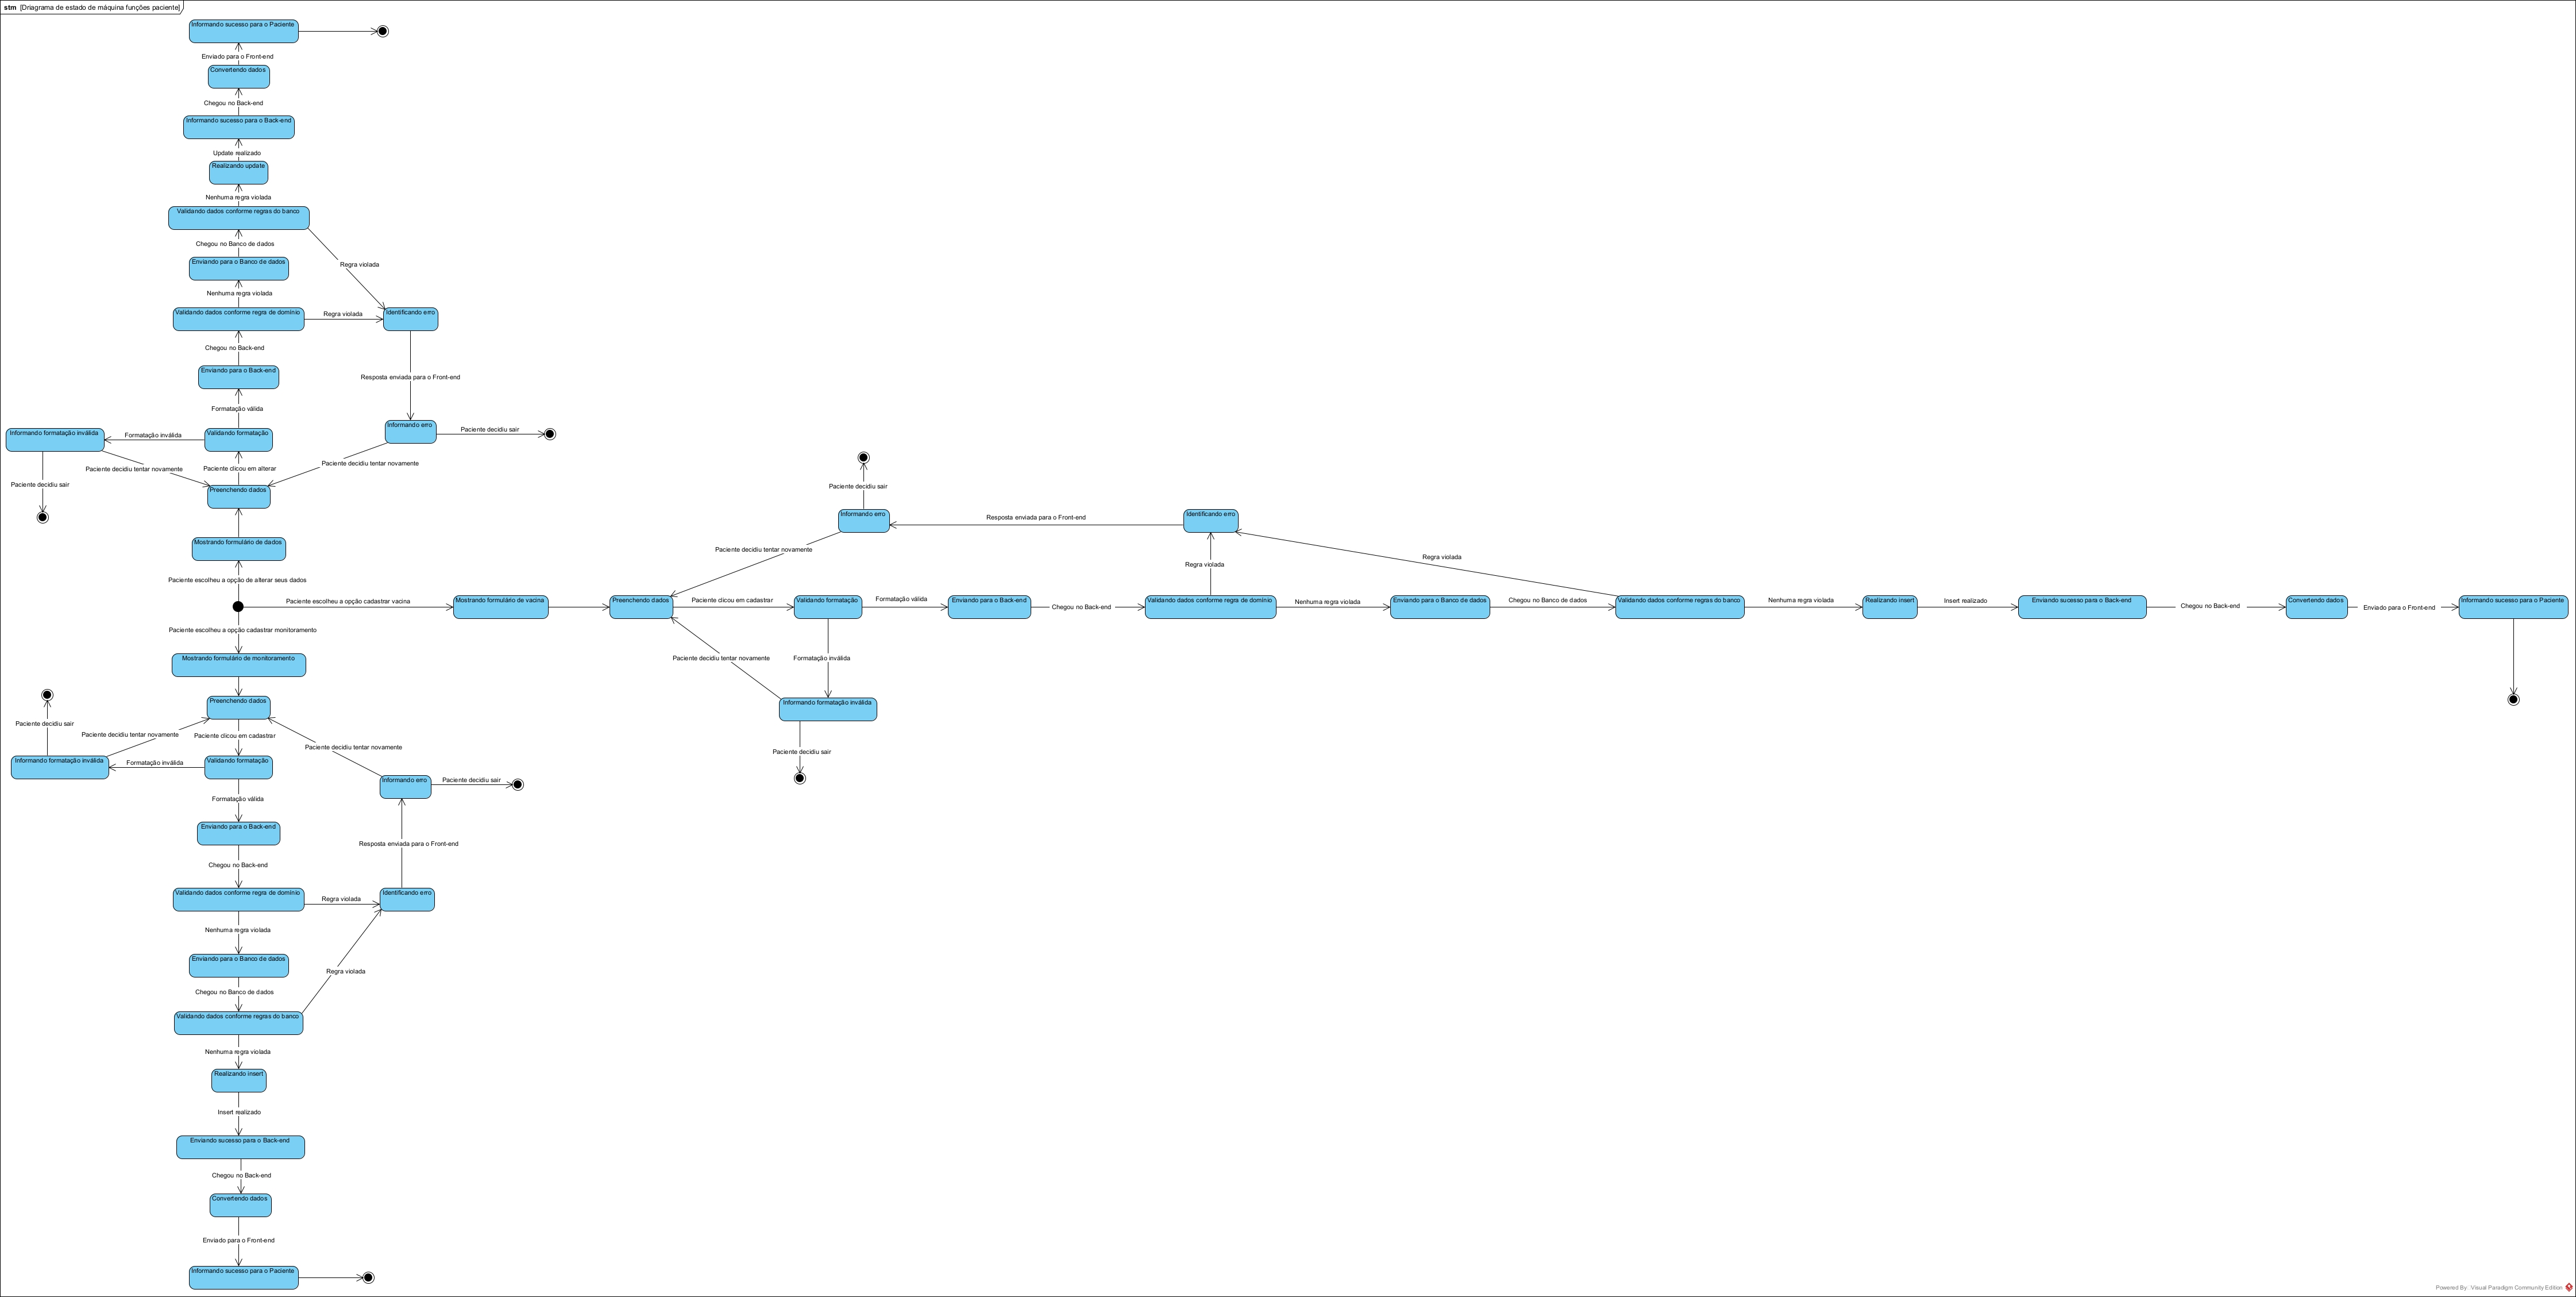 stm [Driagrama de estado de máquina funções paciente]
Informando sucesso para o Paciente
Enviado para o Front-end
Convertendo dados
Chegou no Back-end
Informando sucesso para o Back-end
Update realizado
Realizando update
Nenhuma regra violada
Validando dados conforme regras do banco
Chegou no Banco de dados
Regra violada
Enviando para o Banco de dados
Nenhuma regra violada
Validando dados conforme regra de domínio
Regra violada
Identificando erro
Chegou no Back-end
Enviando para o Back-end
Resposta enviada para o Front-end
Formatação válida
Informando formatação inválida
Formatação inválida
Validando formatação
Informando erro
Paciente decidiu sair
Paciente decidiu tentar novamente
Paciente clicou em alterar
Paciente decidiu tentar novamente
Paciente decidiu sair
Preenchendo dados
Mostrando formulário de dados
Paciente escolheu a opção de alterar seus dados
Paciente decidiu sair
Informando erro
Resposta enviada para o Front-end
Identificando erro
Paciente decidiu tentar novamente
Regra violada
Regra violada
Paciente escolheu a opção cadastrar vacina
Mostrando formulário de vacina
Preenchendo dados
Paciente clicou em cadastrar
Validando formatação
Formatação válida
Enviando para o Back-end
Chegou no Back-end
Validando dados conforme regra de domínio
Nenhuma regra violada
Enviando para o Banco de dados
Chegou no Banco de dados
Validando dados conforme regras do banco
Nenhuma regra violada
Realizando insert
Insert realizado
Enviando sucesso para o Back-end
Chegou no Back-end
Convertendo dados
Enviado para o Front-end
Informando sucesso para o Paciente
Paciente decidiu tentar novamente
Formatação inválida
Informando formatação inválida
Paciente decidiu sair
Paciente escolheu a opção cadastrar monitoramento
Mostrando formulário de monitoramento
Preenchendo dados
Paciente decidiu sair
Paciente decidiu tentar novamente
Paciente clicou em cadastrar
Paciente decidiu tentar novamente
Informando formatação inválida
Formatação inválida
Validando formatação
Informando erro
Paciente decidiu sair
Formatação válida
Enviando para o Back-end
Resposta enviada para o Front-end
Chegou no Back-end
Validando dados conforme regra de domínio
Regra violada
Identificando erro
Nenhuma regra violada
Enviando para o Banco de dados
Regra violada
Chegou no Banco de dados
Validando dados conforme regras do banco
Nenhuma regra violada
Realizando insert
Insert realizado
Enviando sucesso para o Back-end
Chegou no Back-end
Convertendo dados
Enviado para o Front-end
Informando sucesso para o Paciente
Powered By: Visual Paradigm Community Edition